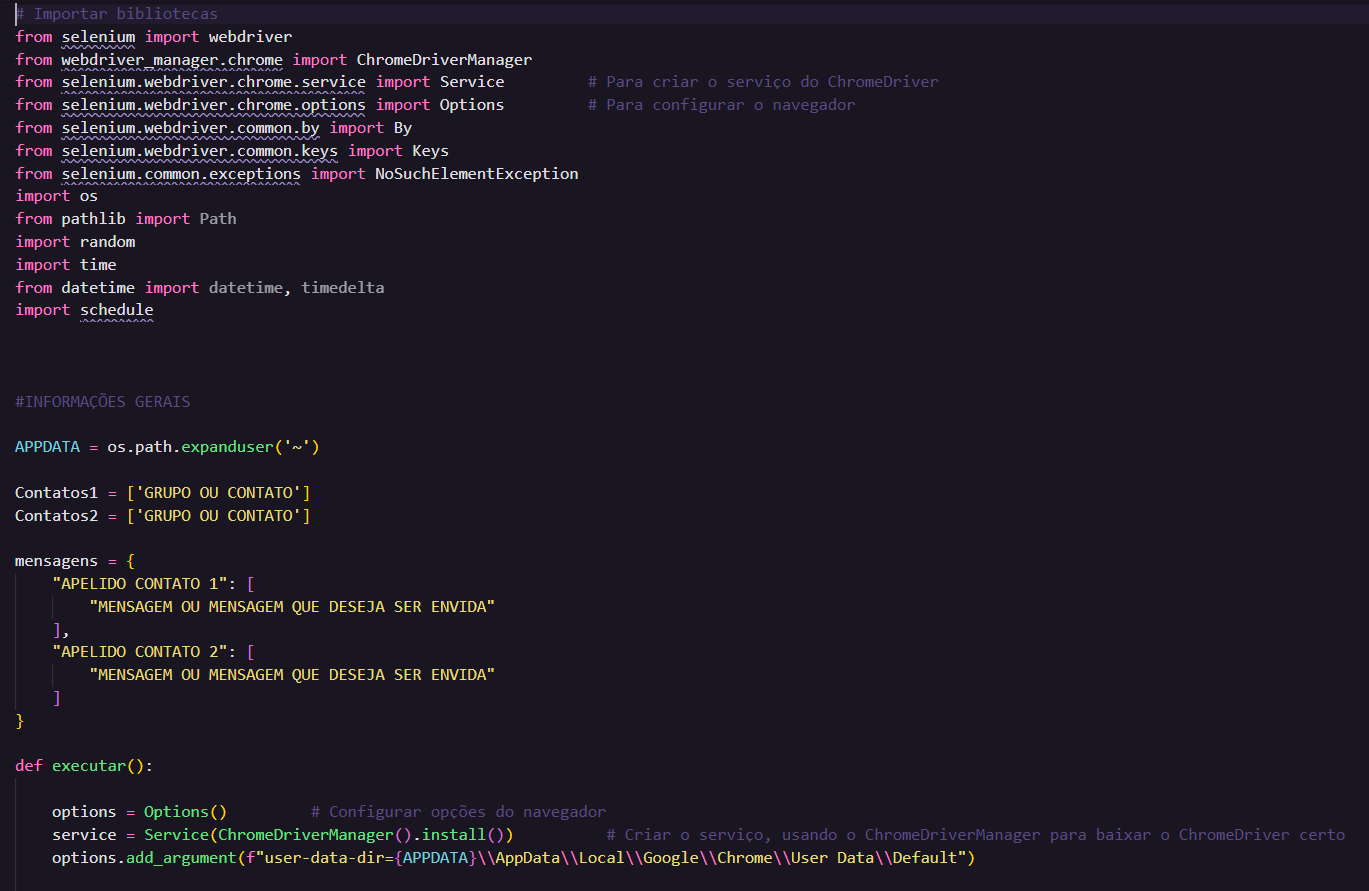 # Importar bibliotecas
from selenium import webdriver
from webdriver_manager.chrome import ChromeDriverManager
from selenium.webdriver.chrome.service import Service         # Para criar o serviço do ChromeDriver
from selenium.webdriver.chrome.options import Options         # Para configurar o navegador
from selenium.webdriver.common.by import By
from selenium.webdriver.common.keys import Keys
from selenium.common.exceptions import NoSuchElementException
import os
from pathlib import Path
import random
import time
from datetime import datetime, timedelta
import schedule
#INFORMAÇÕES GERAIS
APPDATA = os.path.expanduser('~')
Contatos1 = ['GRUPO OU CONTATO']
Contatos2 = ['GRUPO OU CONTATO']
mensagens = {
    "APELIDO CONTATO 1": [
        "MENSAGEM OU MENSAGEM QUE DESEJA SER ENVIDA"
    ],
    "APELIDO CONTATO 2": [
        "MENSAGEM OU MENSAGEM QUE DESEJA SER ENVIDA"
    ]
}
def executar():
    options = Options()         # Configurar opções do navegador
    service = Service(ChromeDriverManager().install())          # Criar o serviço, usando o ChromeDriverManager para baixar o ChromeDriver certo
    options.add_argument(f"user-data-dir={APPDATA}\\AppData\\Local\\Google\\Chrome\\User Data\\Default")